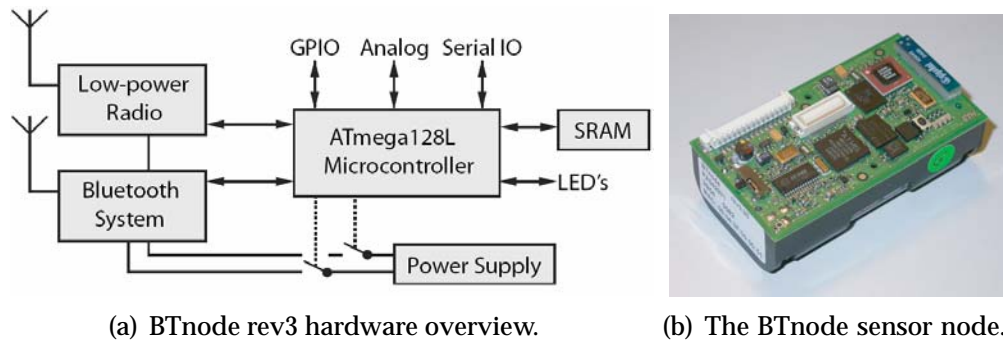 GPIO Analog Serial IO
Low-power
Radio
ATmega128L
Microcontroller
SRAM
Bluetooth
System
LED's
Power Supply
(a) BTnode rev3 hardware overview.
(b) The BTnode sensor node.